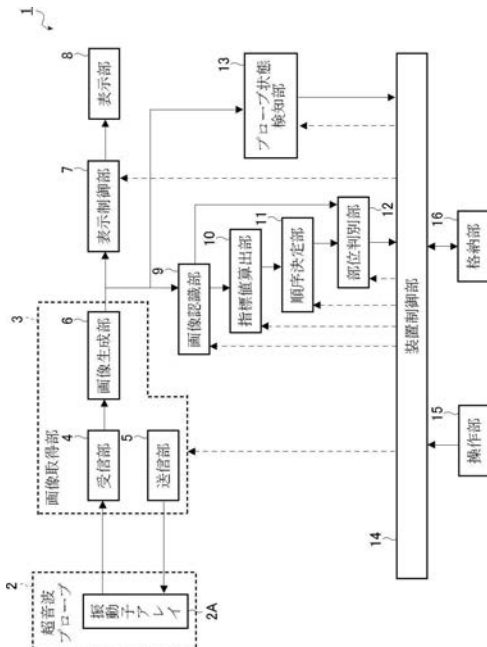 1
2
超音波
プローブ
振動子アレイ
2A
3
画像取得部
4
受信部
5
送信部
6
画像生成部
7
表示制御部
8
表示部
9
画像認識部
10
指標値算出部
11
順序決定部
12
部位判別部
13
プローブ状態
検知部
14
装置制御部
15
操作部
16
格納部